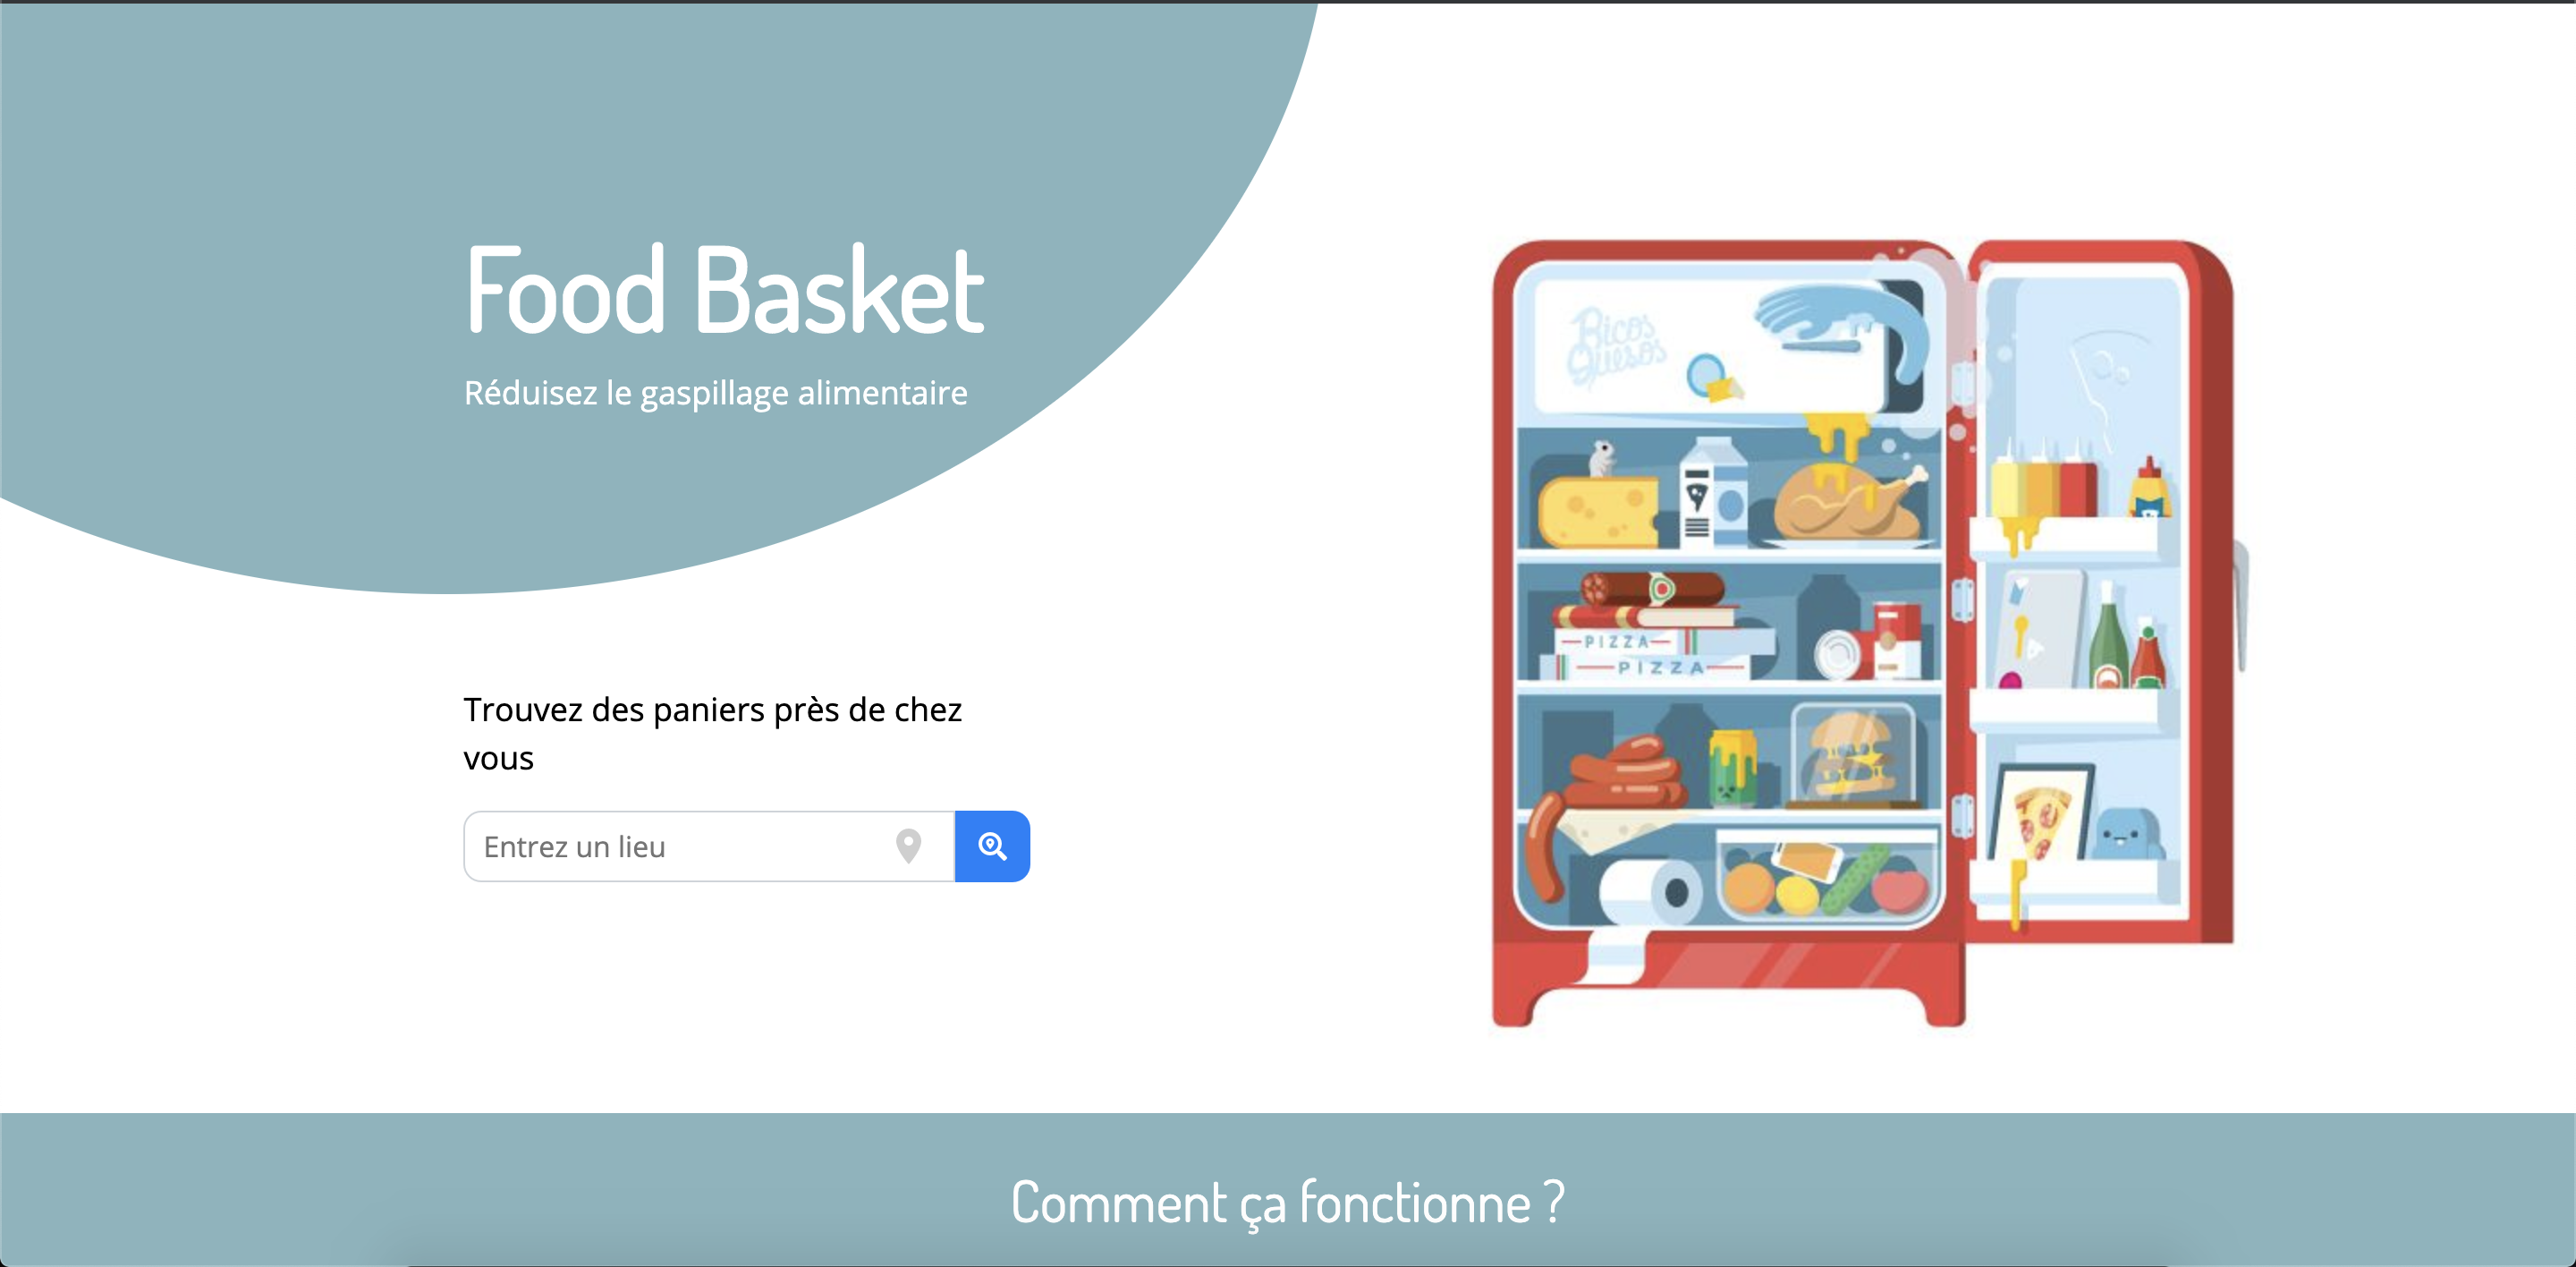 Food Basket
Réduisez le gaspillage alimentaire
Ricos
Quesos
PIZZA
PIZZA
Trouvez des paniers près de chez
vous
Entrez un lieu
Comment ça fonctionne ?